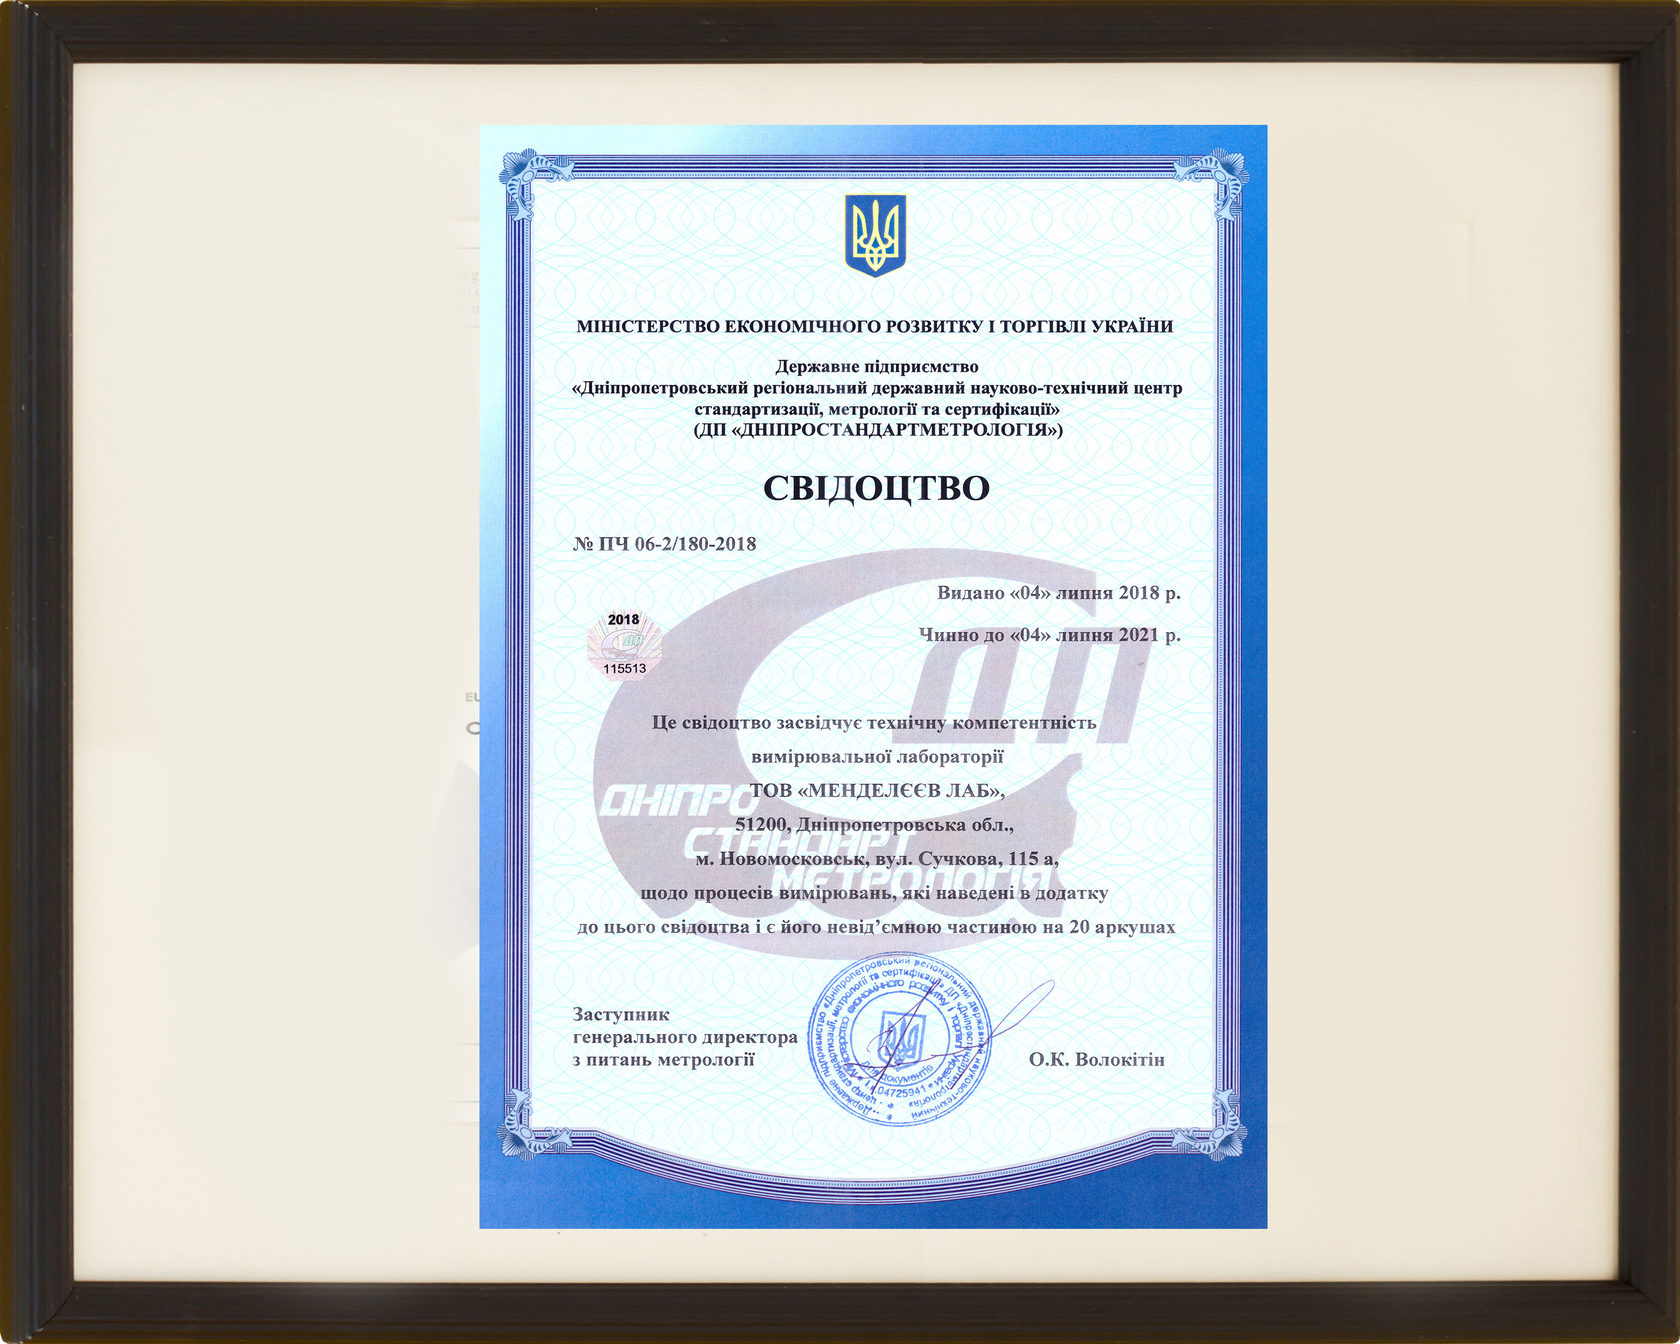 МІНІСТЕРСТВО ЕКОНОМІЧНОГО РОЗВИТКУ І ТОРГІВЛІ УКРАЇНИ
Державне підприємство
«Дніпропетровський регіональний державний науково-технічний центр
стандартизації, метрології та сертифікації»
(ДП «ДНІПРОСТАНДАРТМЕТРОЛОГІЯ»)
СВІДОЦТВО
№ ПЧ 06-2/180-2018
Видано «04» липня 2018 р.
Чинно до «04» липня 2021 р.
2018
115513
ДП
Це свідоцтво засвідчує технічну компетентність
вимірювальної лабораторії
ТОВ «МЕНДЕЛЄЄВ ЛАБ»,
51200, Дніпропетровська обл.,
м. Новомосковськ, вул. Сучкова, 115 а,
щодо процесів вимірювань, які наведені в додатку
до цього свідоцтва і є його невід’ємною частиною на 20 аркушах
ДНІПРО
СТАНДАРТ
МЕТРОЛОГІЯ
Заступник
генерального директора
з питань метрології
О.К. Волокітін
Державне підприємство «Дніпропетровський регіональний державний науково-технічний
центр стандартизації, метрології та сертифікації» ДП «Дніпростандартметрологія»
Міністерство економічного розвитку і торгівлі України
Для документів
04725941